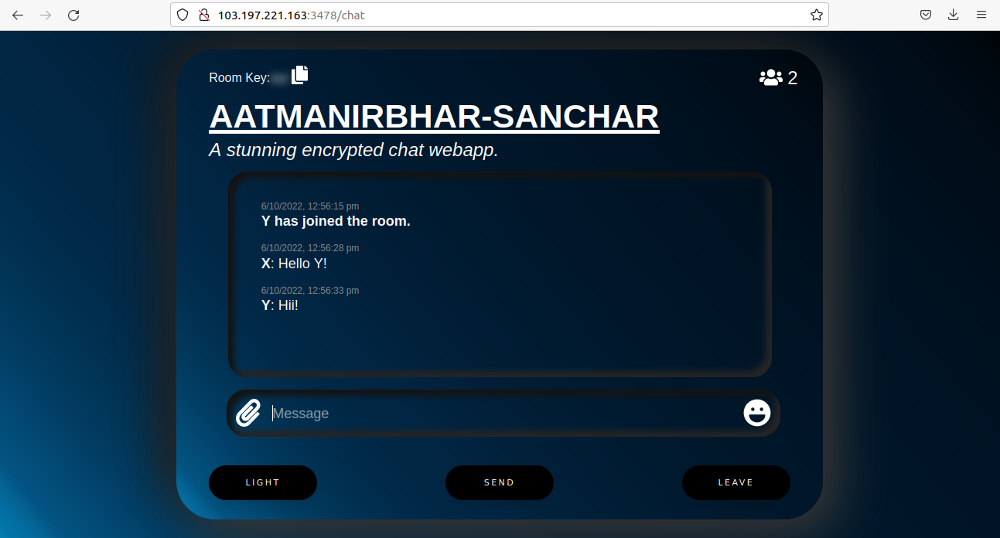 103.197.221.163:3478/chat
Room Key:
2
AATMANIRBHAR-SANCHAR
A stunning encrypted chat webapp.
6/10/2022, 12:56:15 pm
Y has joined the room.
6/10/2022, 12:56:28 pm
X: Hello Y!
6/10/2022, 12:56:33 pm
Y: Hii!
Message
LIGHT
SEND
LEAVE